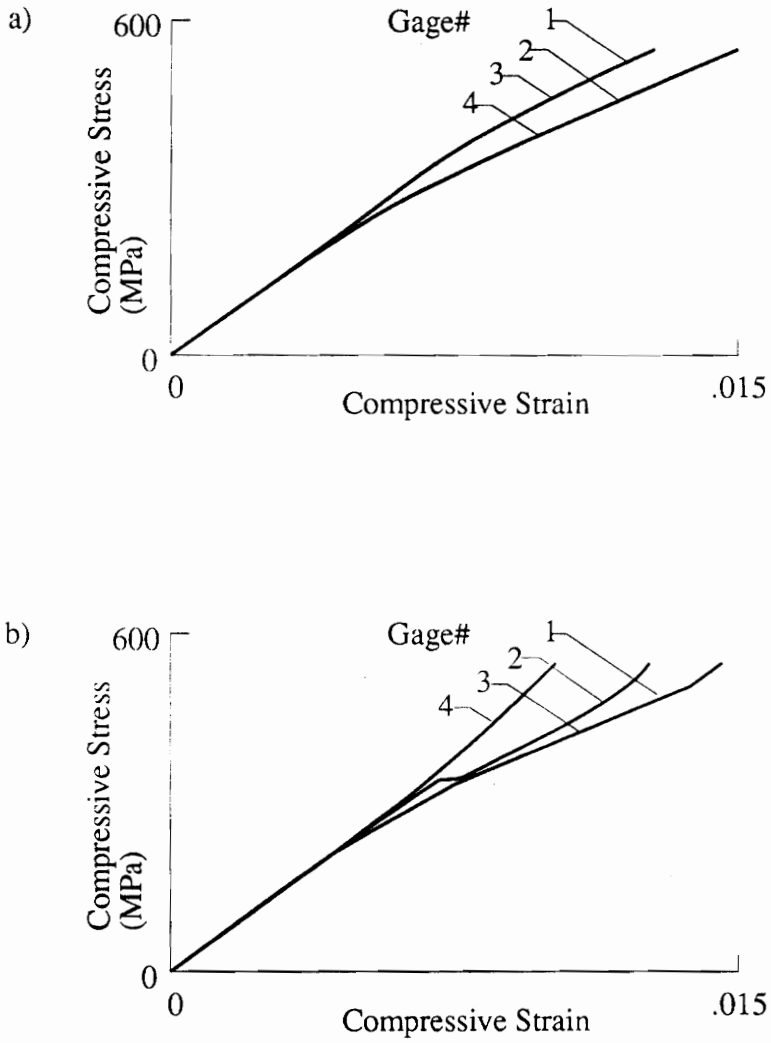 a)
600
Gage#
1
2
3
4
Compressive Stress
(MPa)
0
0
.015
Compressive Strain
b)
600
Gage#
1
2
3
4
Compressive Stress
(MPa)
0
0
.015
Compressive Strain